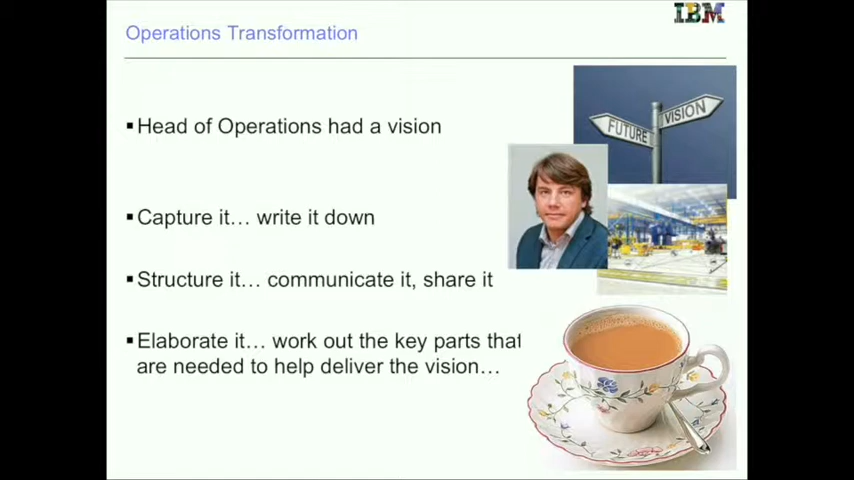 IBM
Operations Transformation
▪Head of Operations had a vision
FUTURE
VISION
▪Capture it… write it down
▪Structure it… communicate it, share it
▪Elaborate it… work out the key parts that
are needed to help deliver the vision…